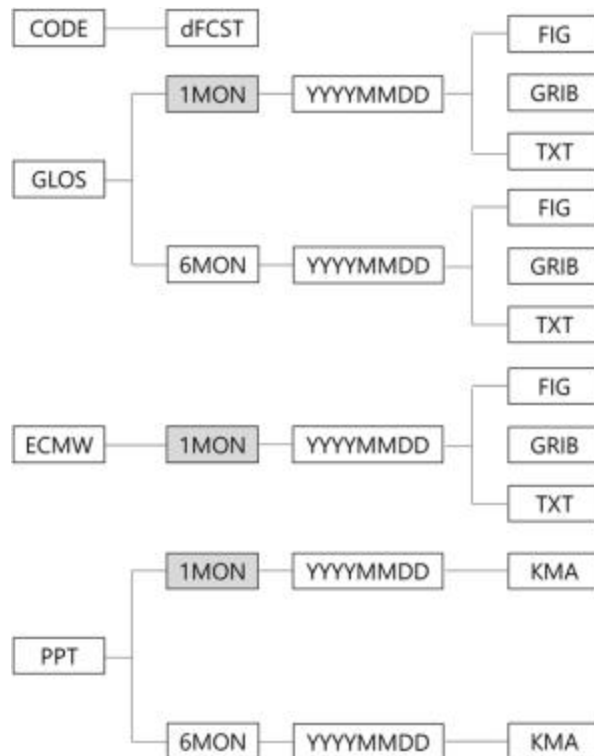 CODE dFCST
FIG
1MON YYYYMMDD GRIB
TXT
GLOS
FIG
6MON YYYYMMDD GRIB
TXT
FIG
ECMW 1MON YYYYMMDD GRIB
TXT
1MON YYYYMMDD KMA
PPT
6MON YYYYMMDD KMA